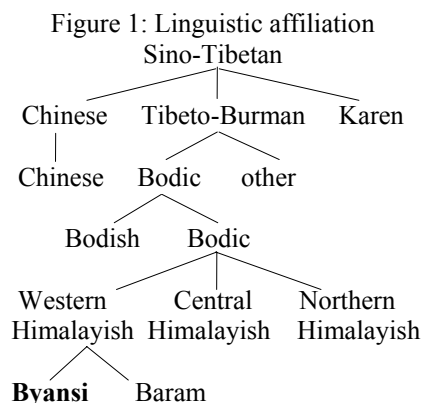 Figure 1: Linguistic affiliation
Sino-Tibetan
Chinese Tibeto-Burman Karen
Chinese Bodic other
Bodish Bodic
Western Central Northern
Himalayish Himalayish Himalayish
Byansi Baram